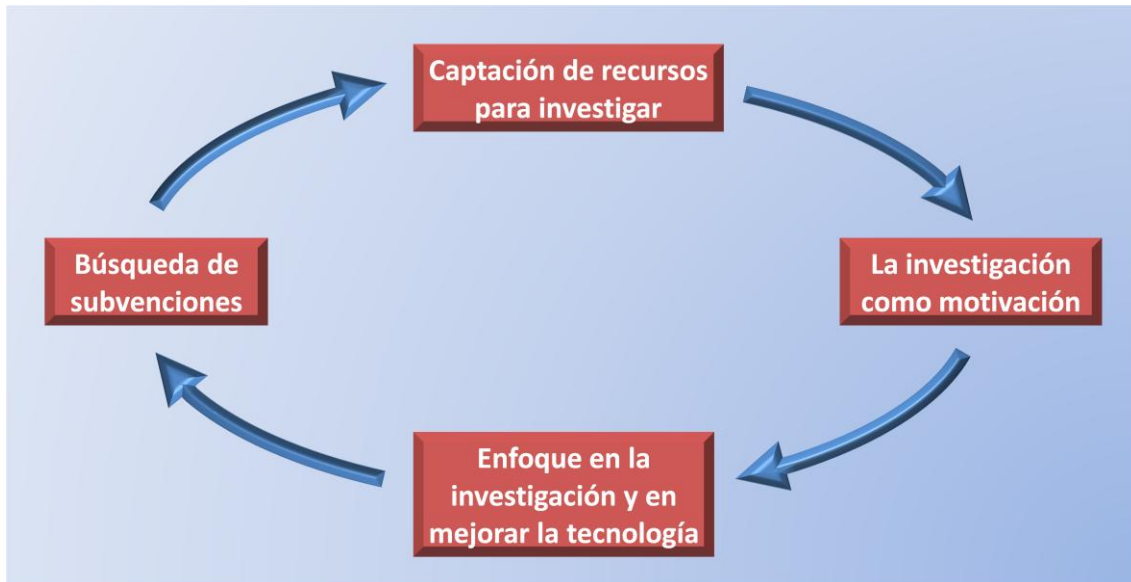 Captación de recursos
para investigar
La investigación
como motivación
Enfoque en la
investigación y en
mejorar la tecnología
Búsqueda de
subvenciones